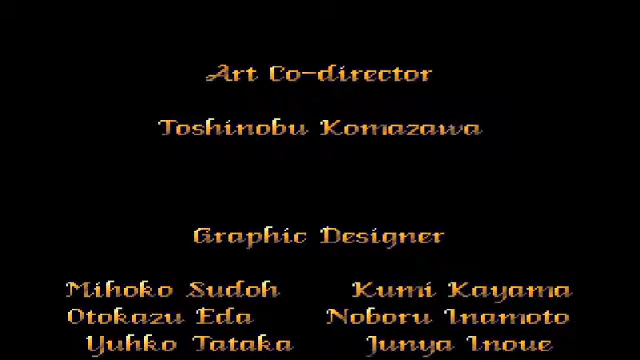 Art Co-director
Toshinobu Komazawa
Graphic Designer
Mihoko Sudoh Kumi Kayama
Otokazu Eda Noboru Inamoto
Yuhko Tataka Junya Inoue